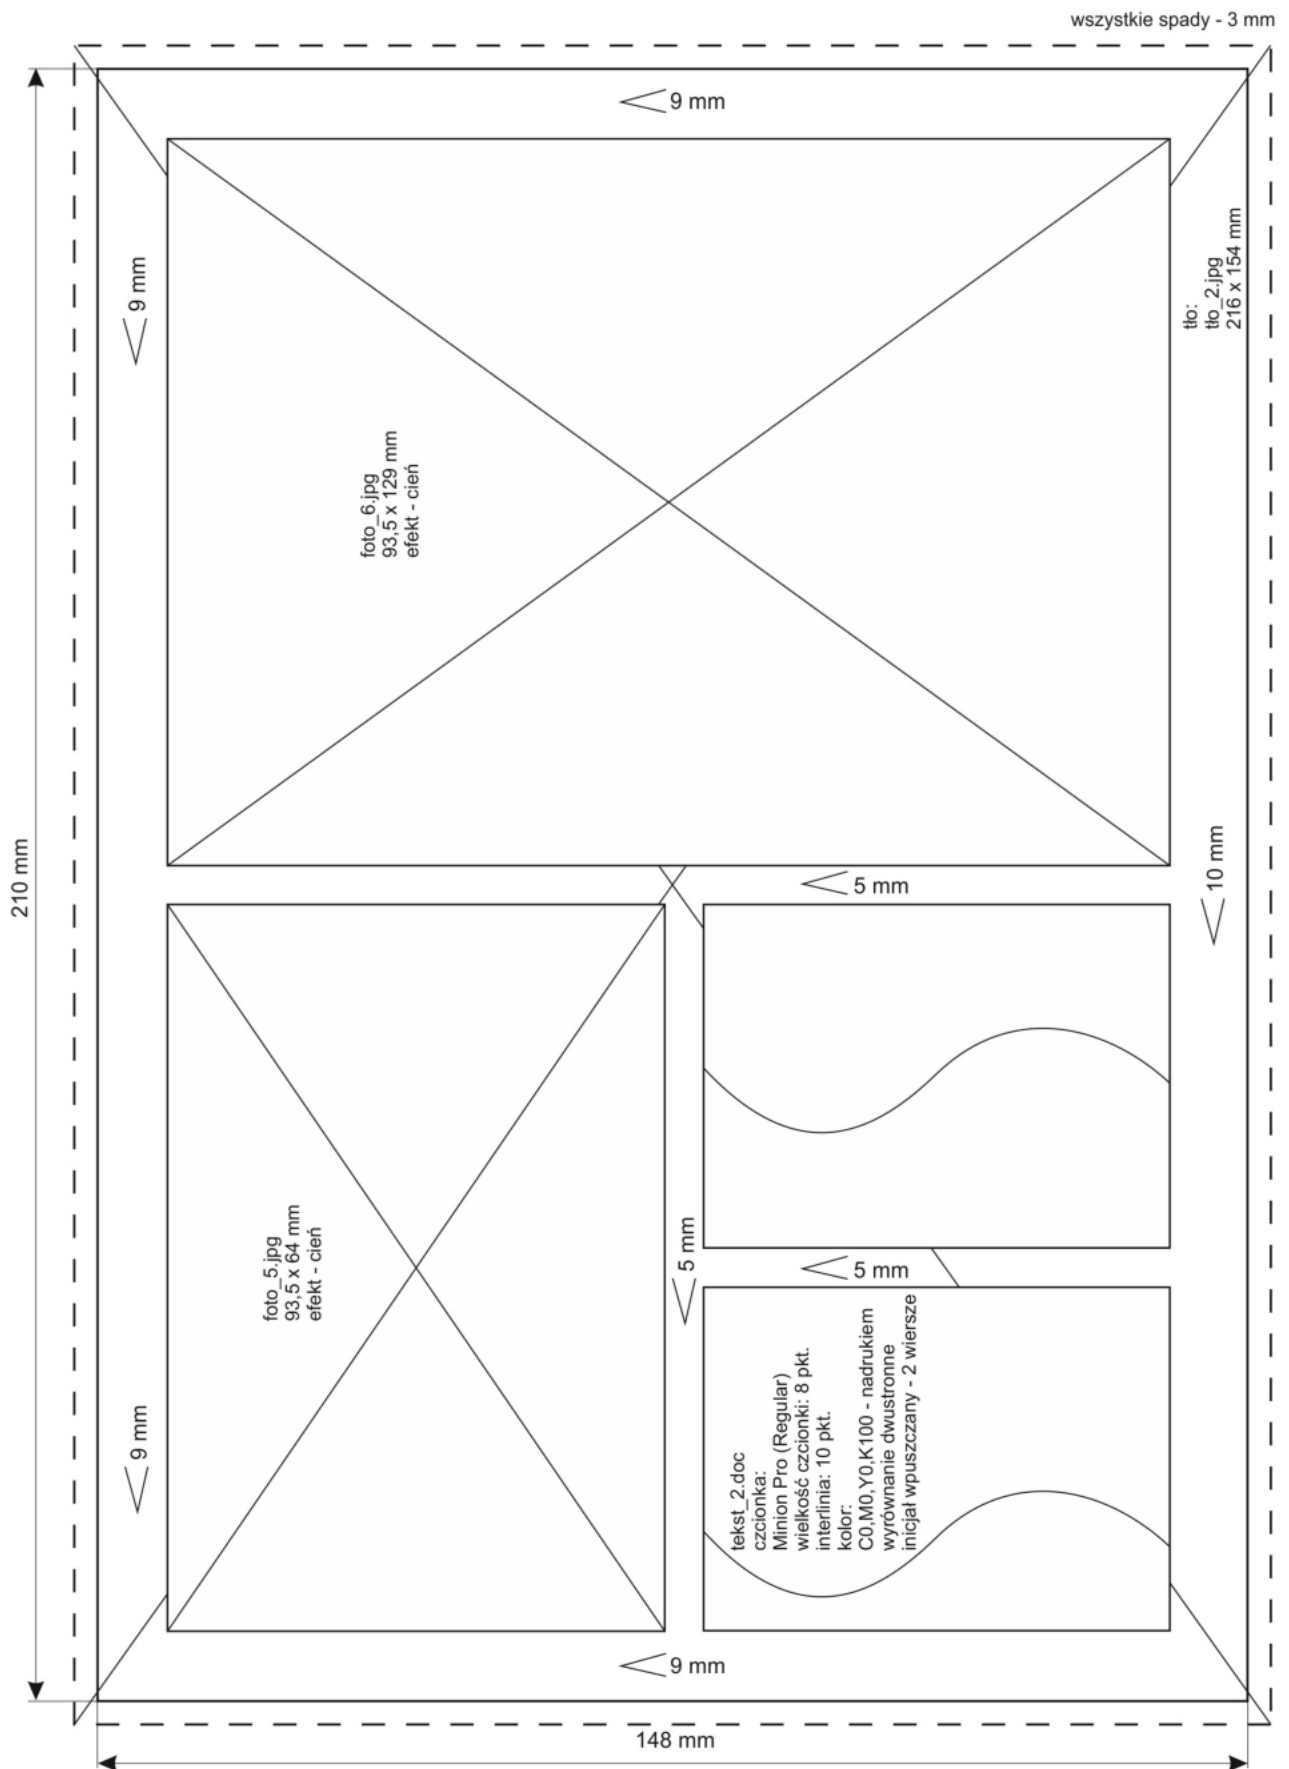 wszystkie spady - 3 mm
9 mm
9 mm
tło:
tło_2.jpg
216 x 154 mm
foto_6.jpg
93,5 x 129 mm
efekt - cień
210 mm
5 mm
10 mm
foto_5.jpg
93,5 x 64 mm
efekt - cień
5 mm
5 mm
9 mm
tekst_2.doc
czcionka:
Minion Pro (Regular)
wielkość czcionki: 8 pkt.
interlinia: 10 pkt.
kolor:
C0,M0,Y0,K100 - nadrukiem
wyrównanie dwustronne
inicjał wpuszczany - 2 wiersze
9 mm
148 mm